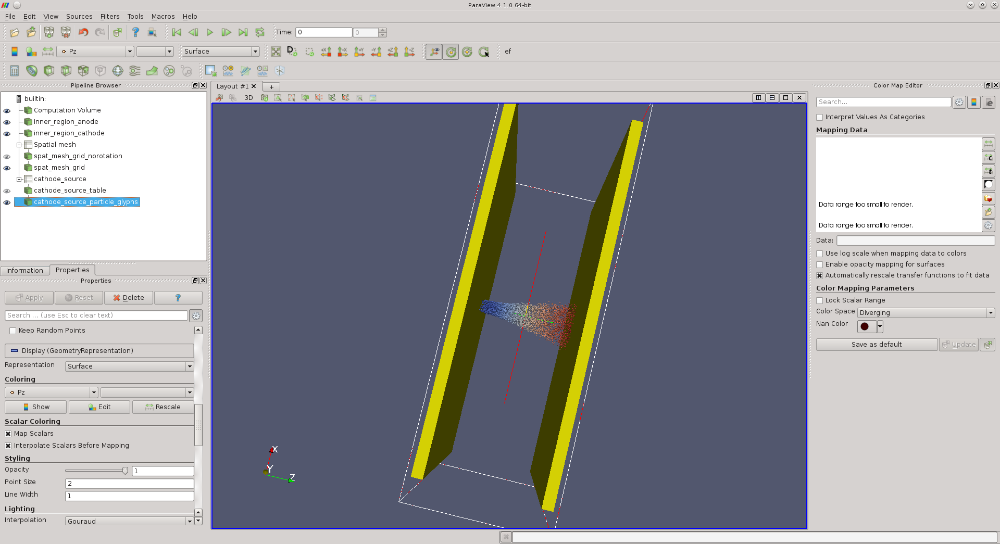 ParaView 4.1.0 64-bit
File Edit View Sources Filters Tools Macros Help
Time: 0 0
Pz Surface ef
Pipeline Browser
builtin:
Computation Volume
inner_region_anode
inner_region_cathode
Spatial mesh
spat_mesh_grid_norotation
spat_mesh_grid
cathode_source
cathode_source_table
cathode_source_particle_glyphs
Information Properties
Properties
Apply Reset Delete ?
Search ... (use Esc to clear text)
Keep Random Points
Display (GeometryRepresentation)
Representation Surface
Coloring
Pz
Show Edit Rescale
Scalar Coloring
Map Scalars
Interpolate Scalars Before Mapping
Styling
Opacity 1
Point Size 2
Line Width 1
Lighting
Interpolation Gouraud
Layout #1 +
3D
X
Y
Z
Color Map Editor
Search...
Interpret Values As Categories
Mapping Data
Data range too small to render.
Data range too small to render.
Data:
Use log scale when mapping data to colors
Enable opacity mapping for surfaces
Automatically rescale transfer functions to fit data
Color Mapping Parameters
Lock Scalar Range
Color Space Diverging
Nan Color
Save as default Update